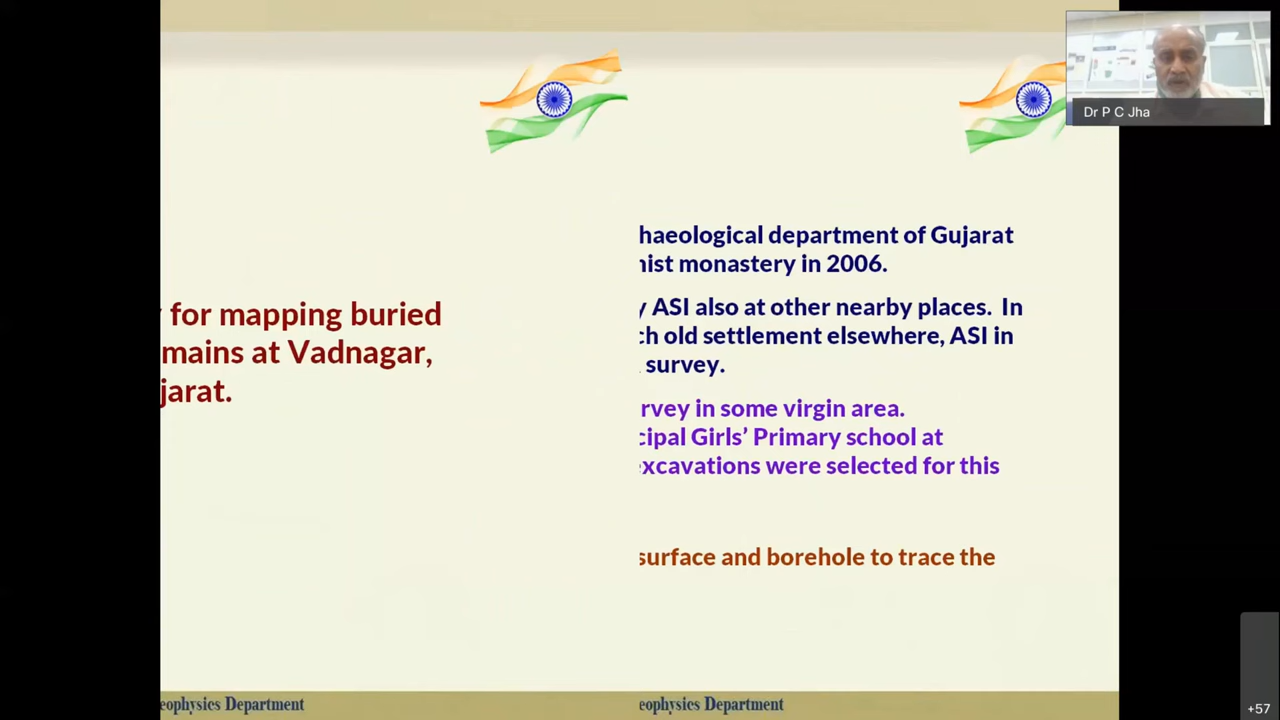 for mapping buried
mains at Vadnagar,
jarat.
eophysics Department
haeological department of Gujarat
nist monastery in 2006.
y ASI also at other nearby places. In
ch old settlement elsewhere, ASI in
survey.
rvey in some virgin area.
cipal Girls’ Primary school at
excavations were selected for this
surface and borehole to trace the
eophysics Department
Dr P C Jha
+57